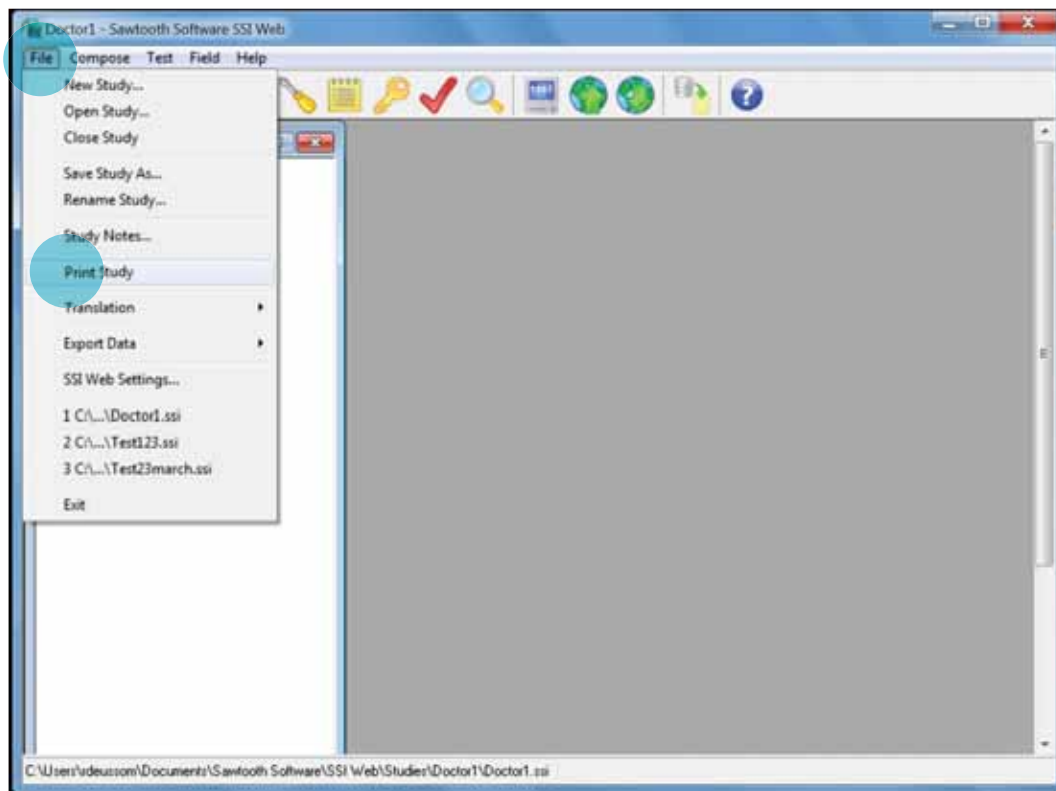 Doctor1 - Sawtooth Software SSI Web
File Compose Test Field Help
New Study...
Open Study...
Close Study
Save Study As...
Rename Study...
Study Notes...
Print Study
Translation
Export Data
SSI Web Settings...
1 C:\...\Doctor1.ssi
2 C:\...\Test123.ssi
3 C:\...\Test23march.ssi
Exit
C:\Users\rdeussom\Documents\Sawtooth Software\SSI Web\Studies\Doctor1\Doctor1.ssi